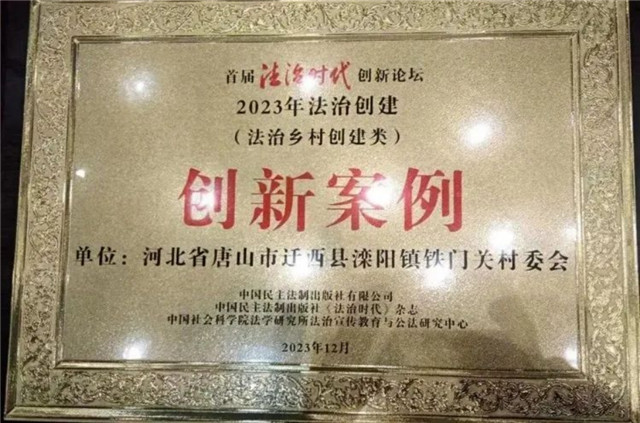 首届法治时代创新论坛
2023年法治创建
(法治乡村创建类)
创新案例
单位:河北省唐山市迁西县滦阳镇铁门关村委会
中国民主法制出版社有限公司
中国民主法制出版社《法治时代》杂志
中国社会科学院法学研究所法治宣传教育与公法研究中心
2023年12月